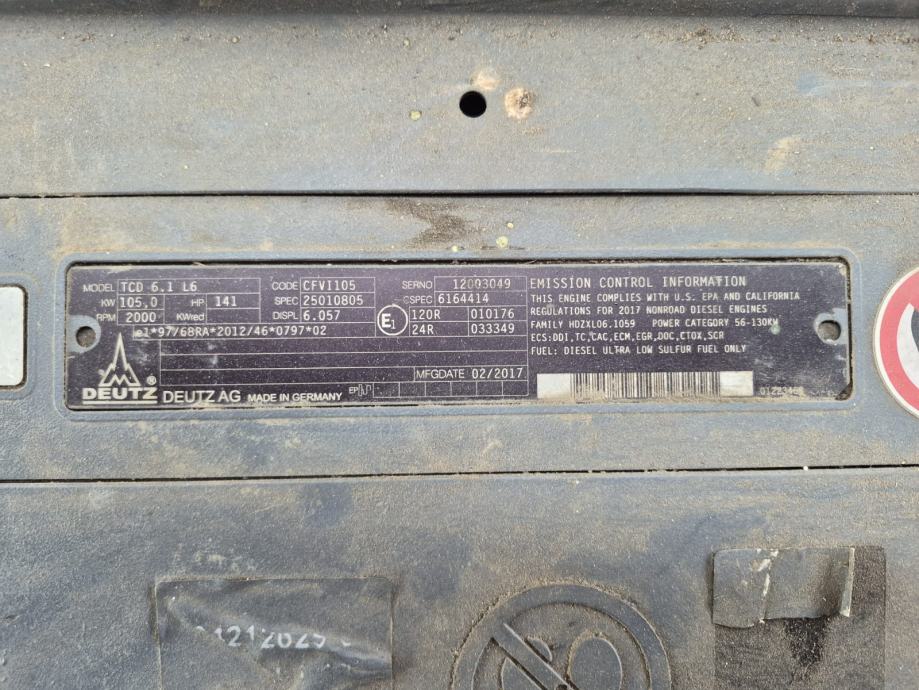 MODEL TCD 6.1 L6 CODE CFVI105 SERNO 12003049
KW 105,0 HP 141 SPEC 25010805 CSPEC 6164414
RPM 2000 KWred DISPL 6.057 E1 120R 010176
e1*97/68RA*2012/46*0797*02 24R 033349
MFGDATE 02/2017
DEUTZ® DEUTZ AG MADE IN GERMANY EP
EMISSION CONTROL INFORMATION
THIS ENGINE COMPLIES WITH U.S. EPA AND CALIFORNIA
REGULATIONS FOR 2017 NONROAD DIESEL ENGINES
FAMILY HDZXL06.1059 POWER CATEGORY 56-130KW
ECS:DDI,TC,CAC,ECM,EGR,DOC,CTOX,SCR
FUEL: DIESEL ULTRA LOW SULFUR FUEL ONLY